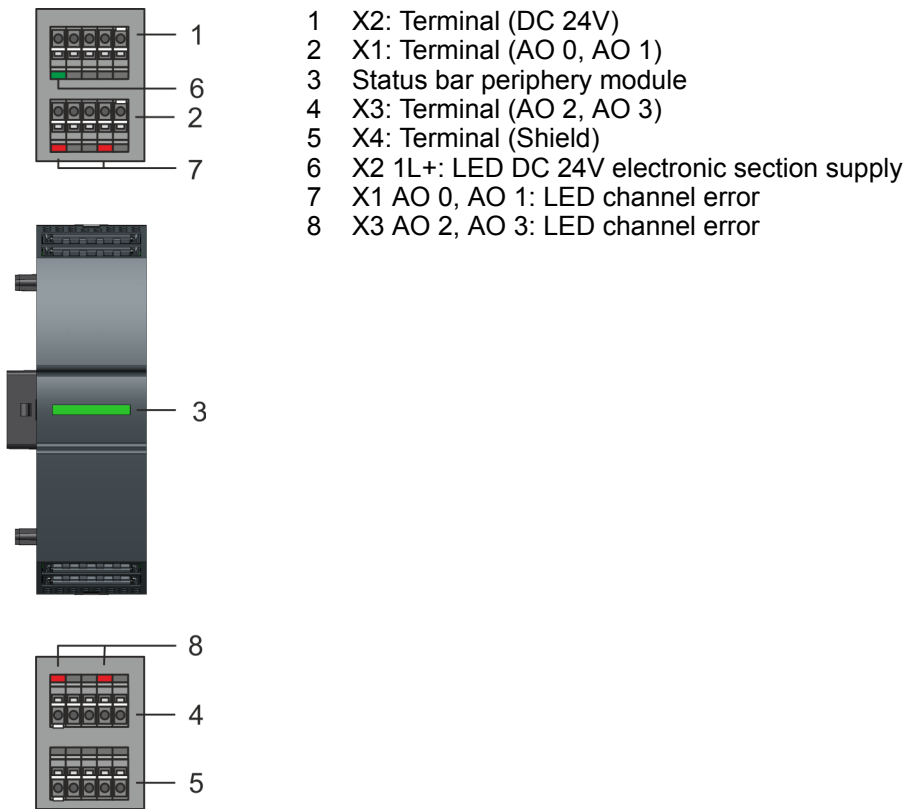 1 X2: Terminal (DC 24V)
2 X1: Terminal (AO 0, AO 1)
3 Status bar periphery module
4 X3: Terminal (AO 2, AO 3)
5 X4: Terminal (Shield)
6 X2 1L+: LED DC 24V electronic section supply
7 X1 AO 0, AO 1: LED channel error
8 X3 AO 2, AO 3: LED channel error
1
6
2
7
3
8
4
5